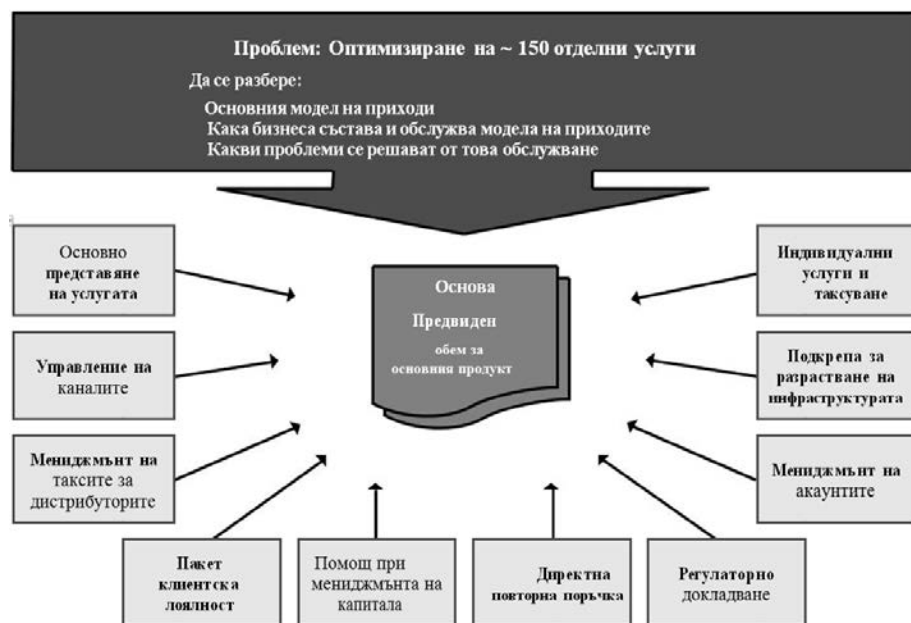 Проблем: Оптимизиране на ~ 150 отделни услуги
Да се разбере:
Основния модел на приходи
Кака бизнеса състава и обслужва модела на приходите
Какви проблеми се решават от това обслужване
Основно
представяне
на услугата
Управление на
каналите
Мениджмънт на
таксите за
дистрибуторите
Основа
Предвиден
обем за
основния продукт
Индивидуални
услуги и
таксуване
Подкрепа за
разрастване на
инфраструктурата
Мениджмънт на
акаунтите
Пакет
клиентска
лоялност
Помощ при
мениджмънта на
капитала
Директна
повторна поръчка
Регулаторно
докладване